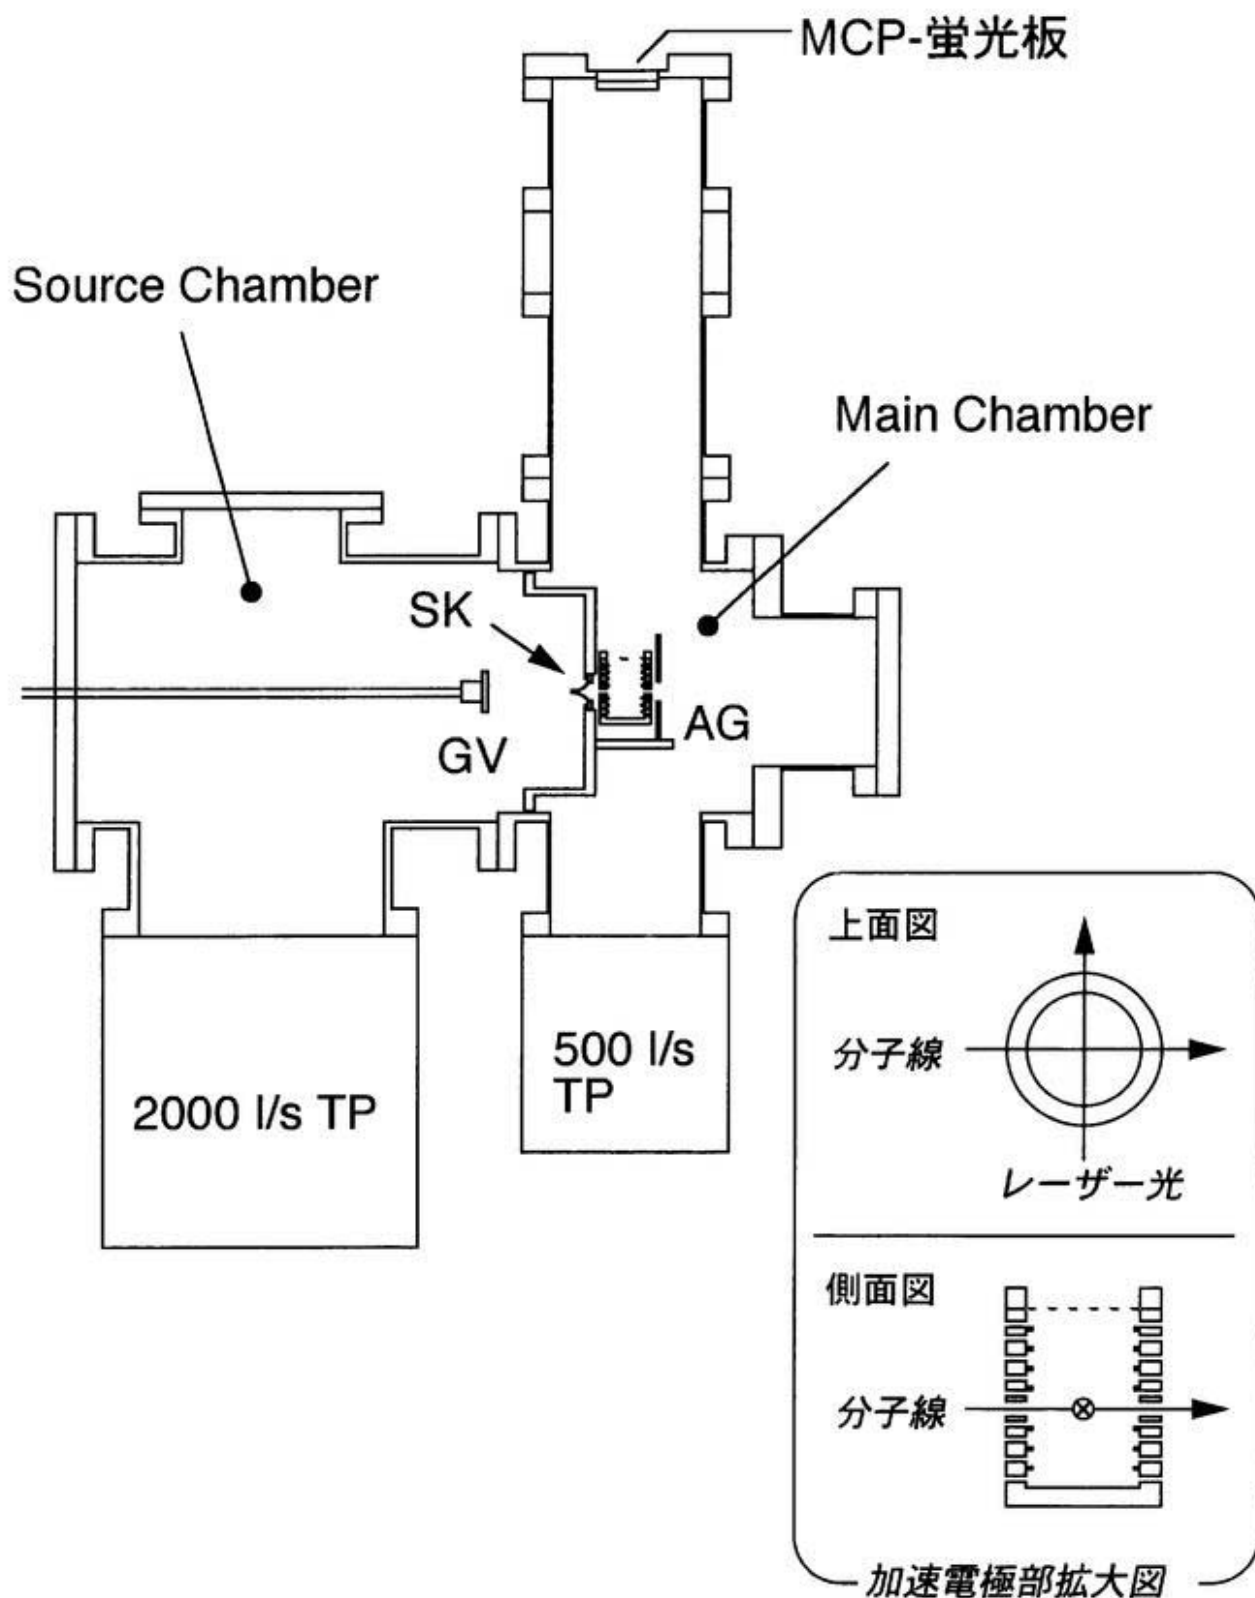 MCP-蛍光板
Source Chamber
Main Chamber
SK
GV
AG
2000 l/s TP
500 l/s
TP
上面図
分子線
レーザー光
側面図
分子線
加速電極部拡大図